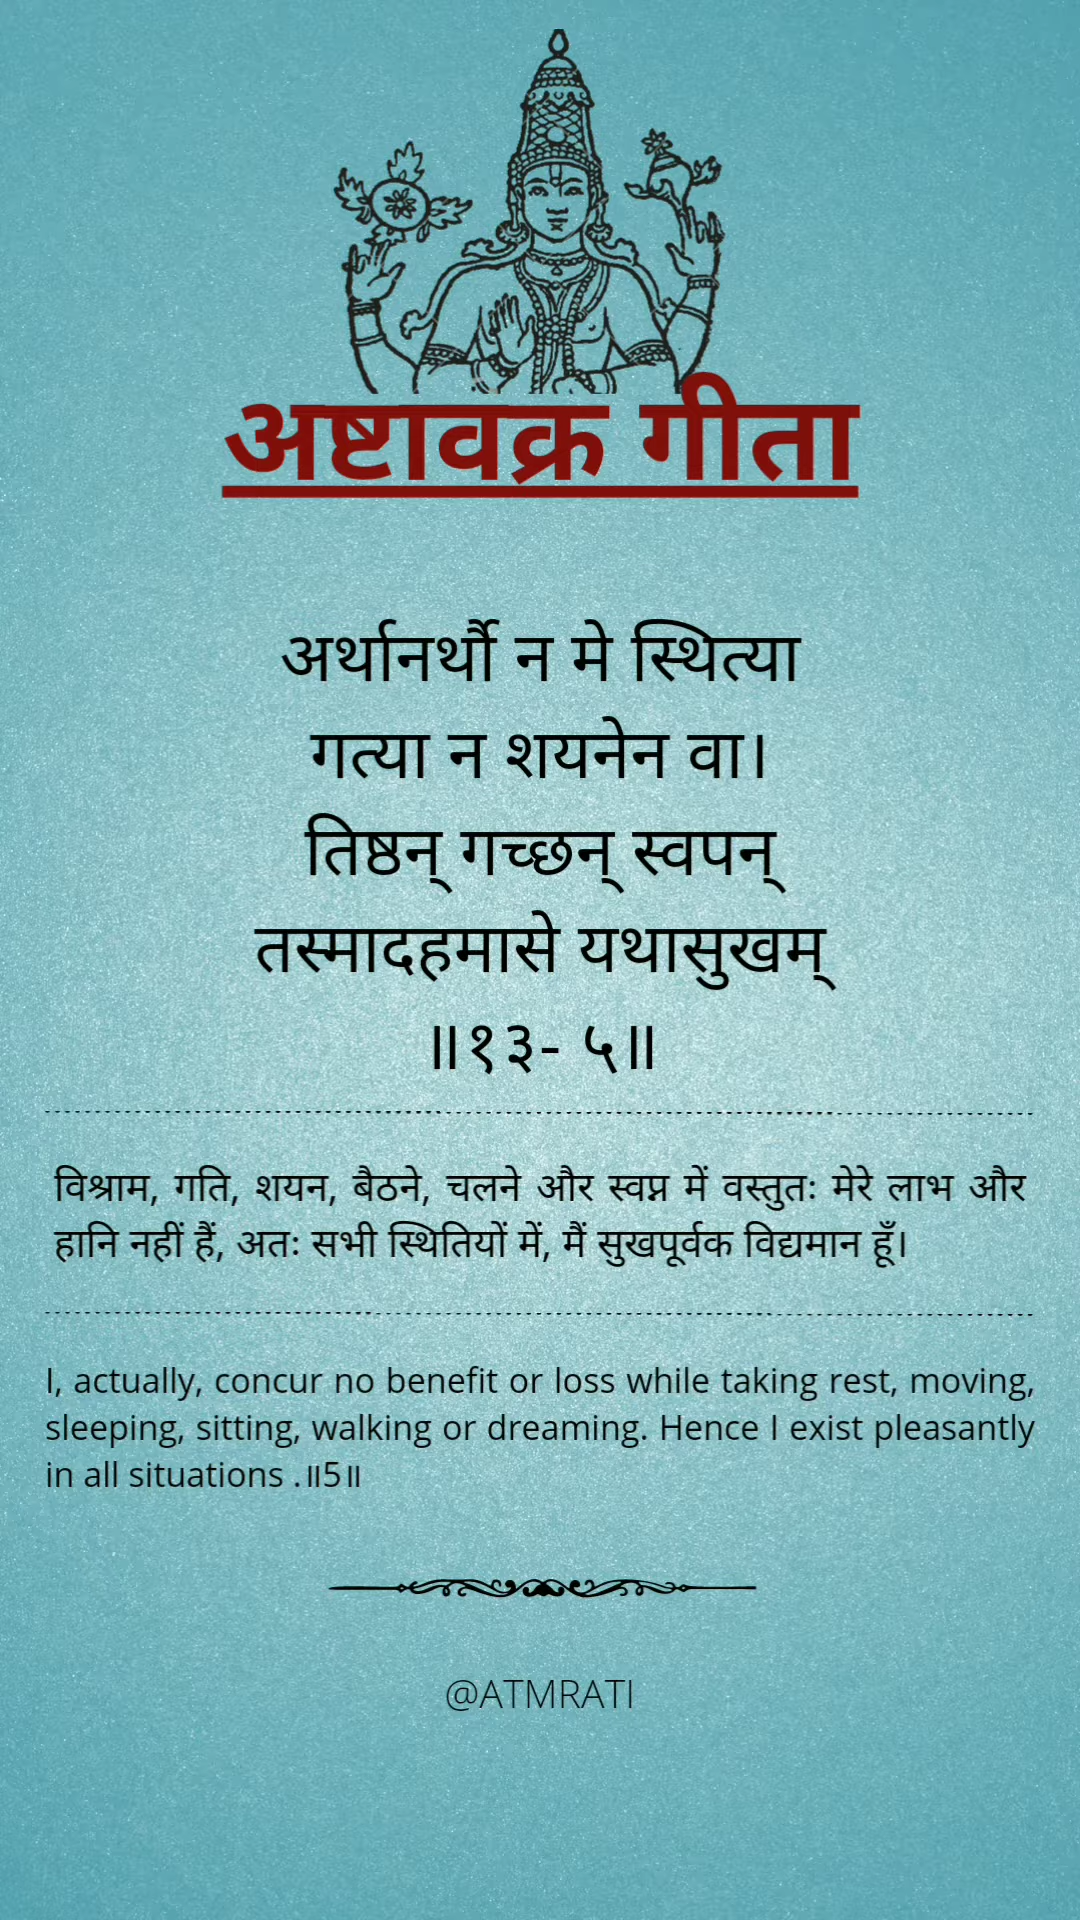 अष्टावक्र गीता
अर्थानर्थौ न मे स्थित्या
गत्या न शयनेन वा।
तिष्ठन् गच्छन् स्वपन्
तस्मादहमासे यथासुखम्
॥१३- ५॥
विश्राम, गति, शयन, बैठने, चलने और स्वप्न में वस्तुतः मेरे लाभ और
हानि नहीं हैं, अतः सभी स्थितियों में, मैं सुखपूर्वक विद्यमान हूँ।
I, actually, concur no benefit or loss while taking rest, moving,
sleeping, sitting, walking or dreaming. Hence I exist pleasantly
in all situations .॥5॥
@ATMRATI